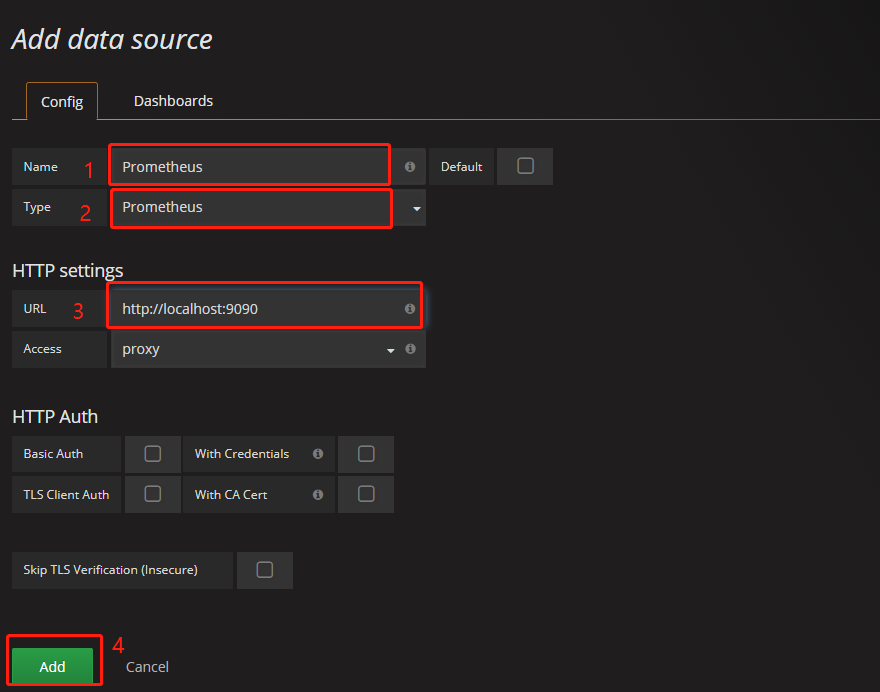 Add data source
Config Dashboards
Name 1 Prometheus Default
Type 2 Prometheus
HTTP settings
URL 3 http://localhost:9090
Access proxy
HTTP Auth
Basic Auth With Credentials
TLS Client Auth With CA Cert
Skip TLS Verification (Insecure)
4
Add Cancel